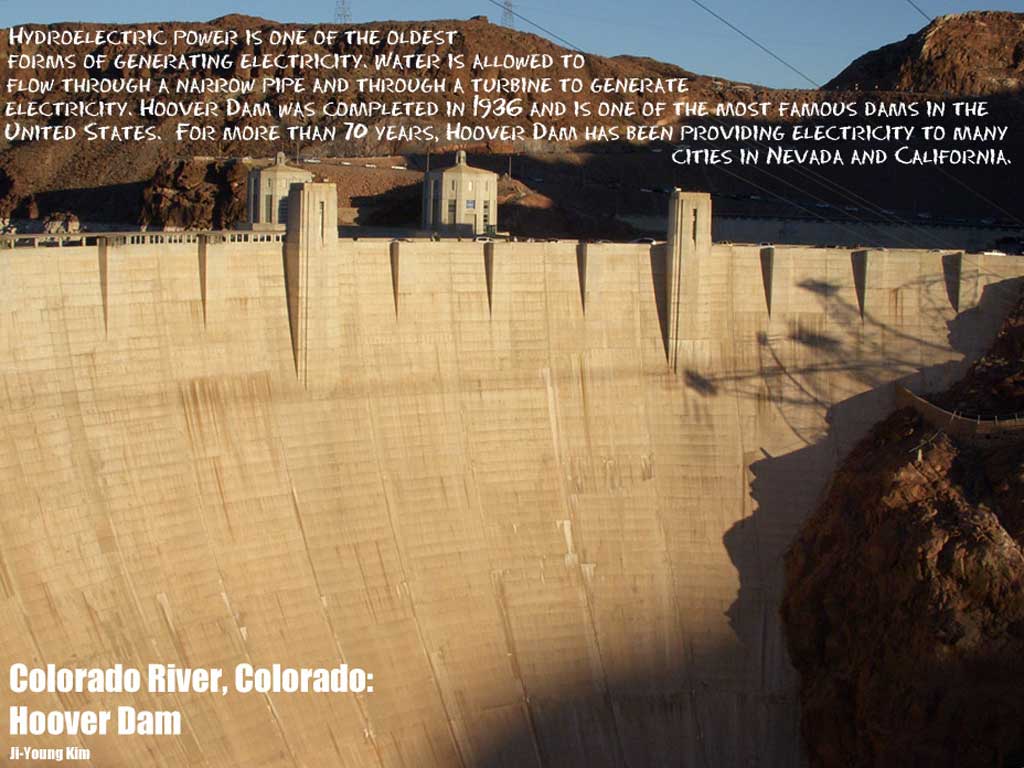 Hydroelectric power is one of the oldest
forms of generating electricity. Water is allowed to
flow through a narrow pipe and through a turbine to generate
electricity. Hoover Dam was completed in 1936 and is one of the most famous dams in the
United States. For more than 70 years, Hoover Dam has been providing electricity to many
cities in Nevada and California.
Colorado River, Colorado:
Hoover Dam
Ji-Young Kim